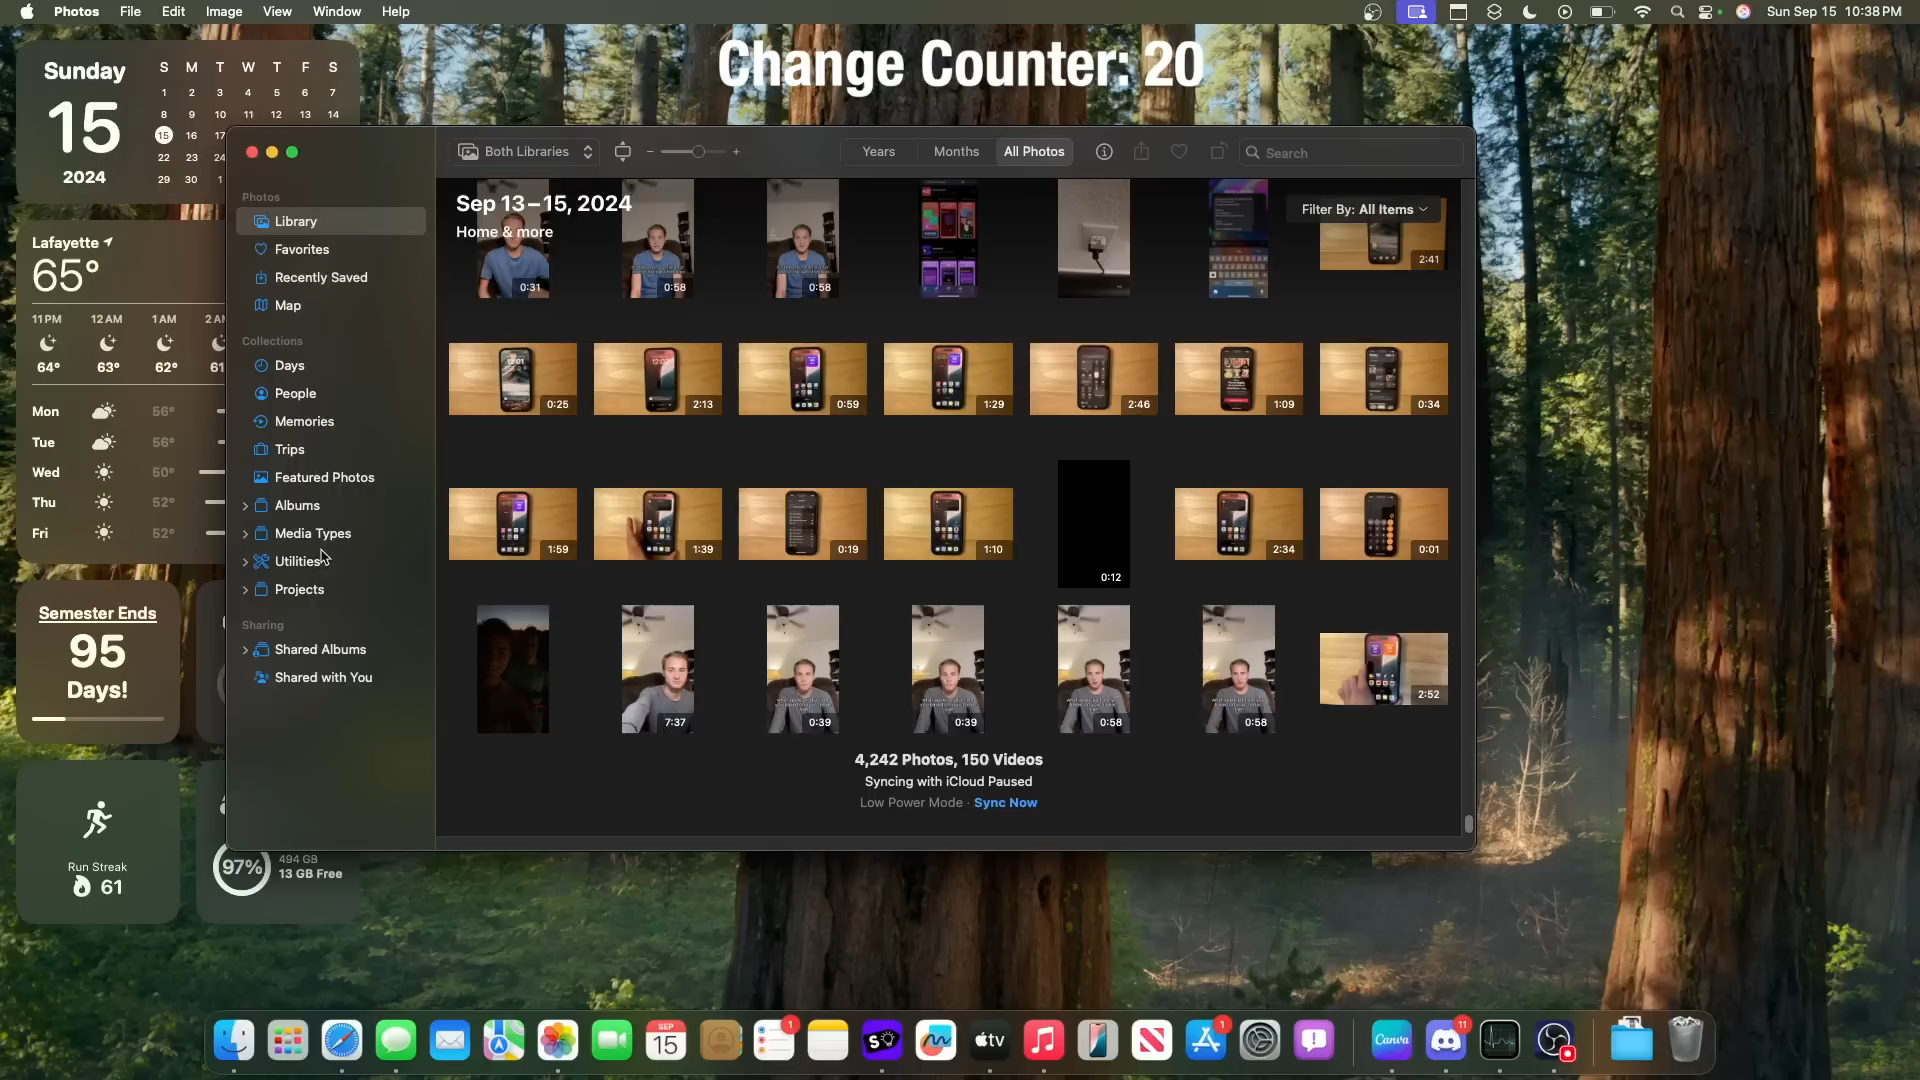 Photos File Edit Image View Window Help
Sun Sep 15 10:38 PM
Change Counter: 20
Sunday
15
2024
S M T W T F S
1 2 3 4 5 6 7
8 9 10 11 12 13 14
15 16 17
22 23 24
29 30 1
Lafayette
65°
11 PM 12 AM 1 AM 2 AM
64° 63° 62° 61
Mon 56°
Tue 56°
Wed 50°
Thu 52°
Fri 52°
Semester Ends
95
Days!
Run Streak
61
97%
494 GB
13 GB Free
Both Libraries
Years Months All Photos
Search
Photos
Library
Favorites
Recently Saved
Map
Collections
Days
People
Memories
Trips
Featured Photos
Albums
Media Types
Utilities
Projects
Sharing
Shared Albums
Shared with You
Sep 13–15, 2024
Home & more
Filter By: All Items
0:31 0:58 0:58 2:41
0:25 2:13 0:59 1:29 2:46 1:09 0:34
1:59 1:39 0:19 1:10 0:12 2:34 0:01
7:37 0:39 0:39 0:58 0:58 2:52
4,242 Photos, 150 Videos
Syncing with iCloud Paused
Low Power Mode · Sync Now
SEP
15
1
tv
1
Canva
11